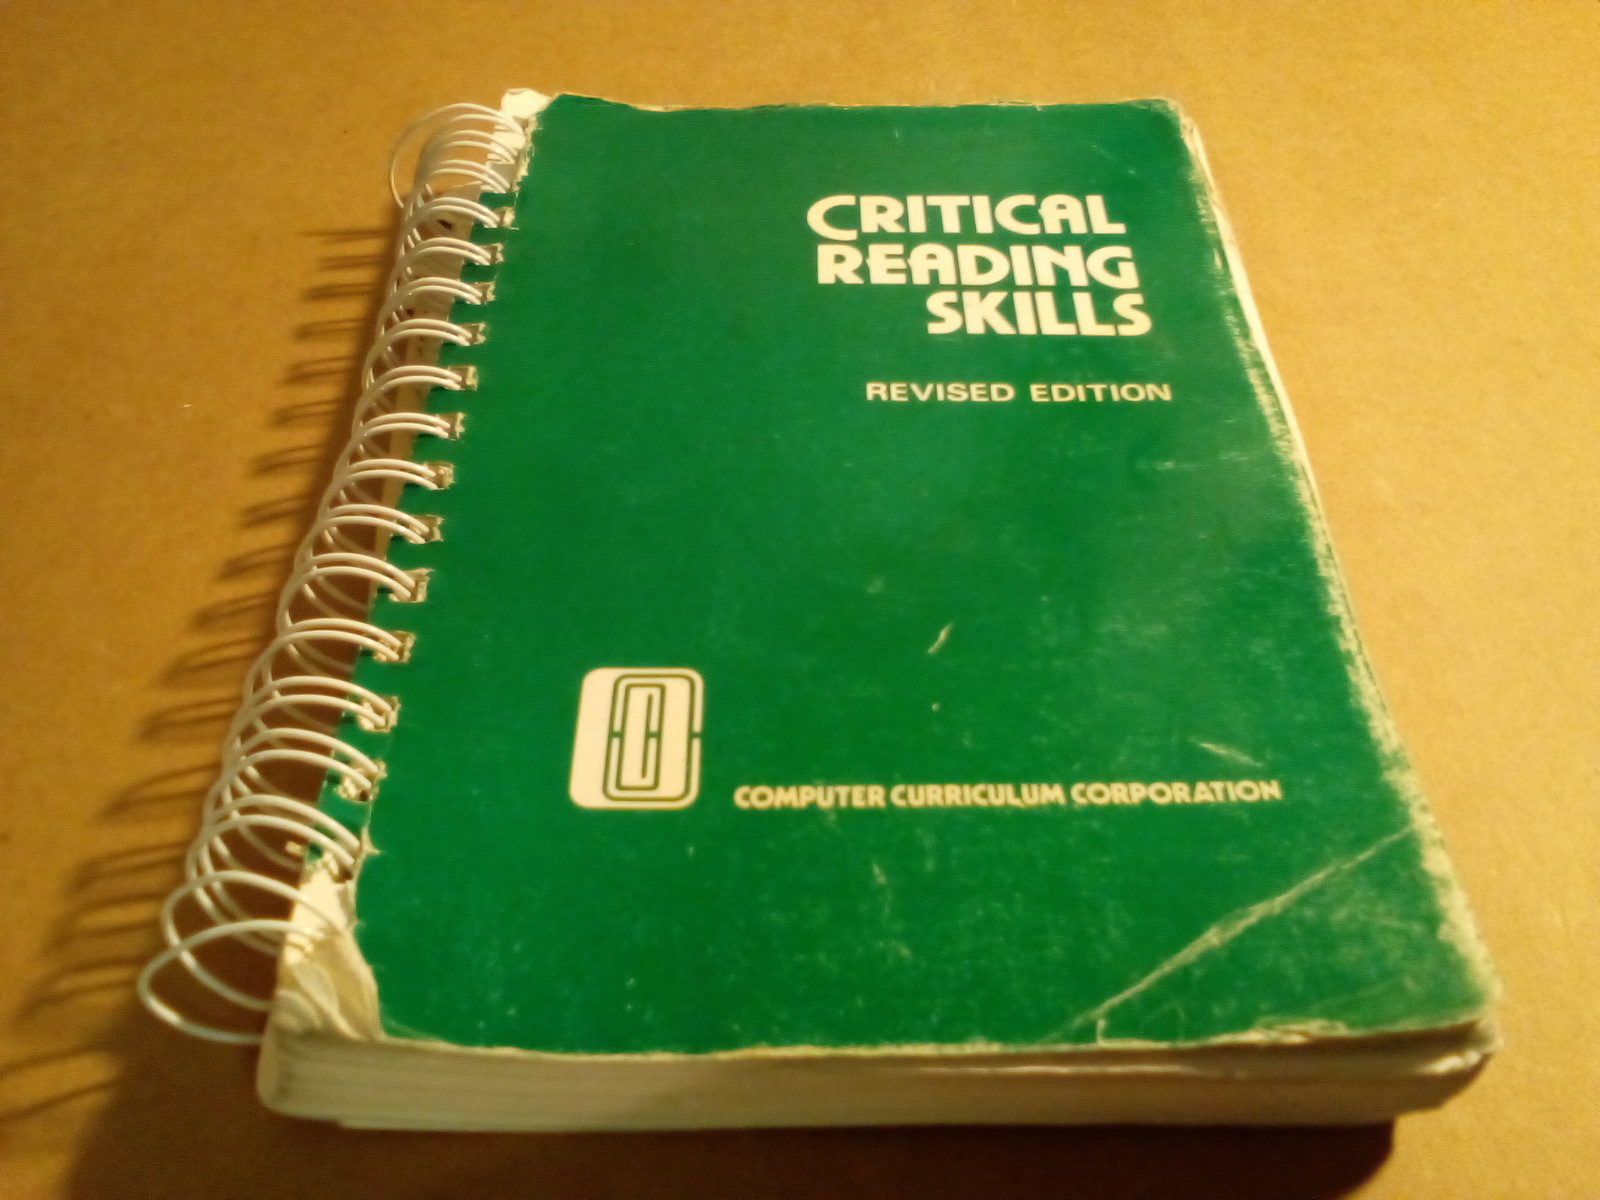 CRITICAL
READING
SKILLS
REVISED EDITION
COMPUTER CURRICULUM CORPORATION